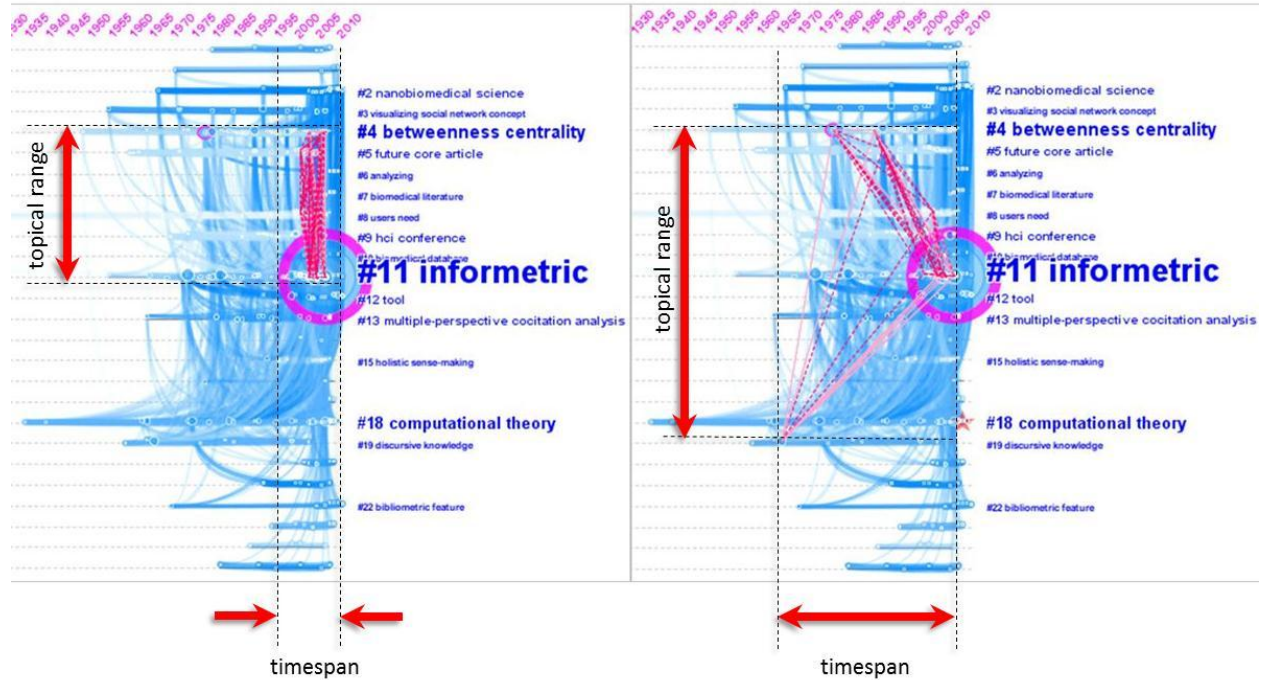 1930 1935 1940 1945 1950 1955 1960 1965 1970 1975 1980 1985 1990 1995 2000 2005 2010
#2 nanobiomedical science
#3 visualizing social network concept
#4 betweenness centrality
#5 future core article
#6 analyzing
#7 biomedical literature
#8 users need
#9 hci conference
#10 biomedical database
#11 informetric
#12 tool
#13 multiple-perspective cocitation analysis
#15 holistic sense-making
#18 computational theory
#19 discursive knowledge
#22 bibliometric feature
topical range
timespan
1930 1935 1940 1945 1950 1955 1960 1965 1970 1975 1980 1985 1990 1995 2000 2005 2010
#2 nanobiomedical science
#3 visualizing social network concept
#4 betweenness centrality
#5 future core article
#6 analyzing
#7 biomedical literature
#8 users need
#9 hci conference
#10 biomedical database
#11 informetric
#12 tool
#13 multiple-perspective cocitation analysis
#15 holistic sense-making
#18 computational theory
#19 discursive knowledge
#22 bibliometric feature
topical range
timespan